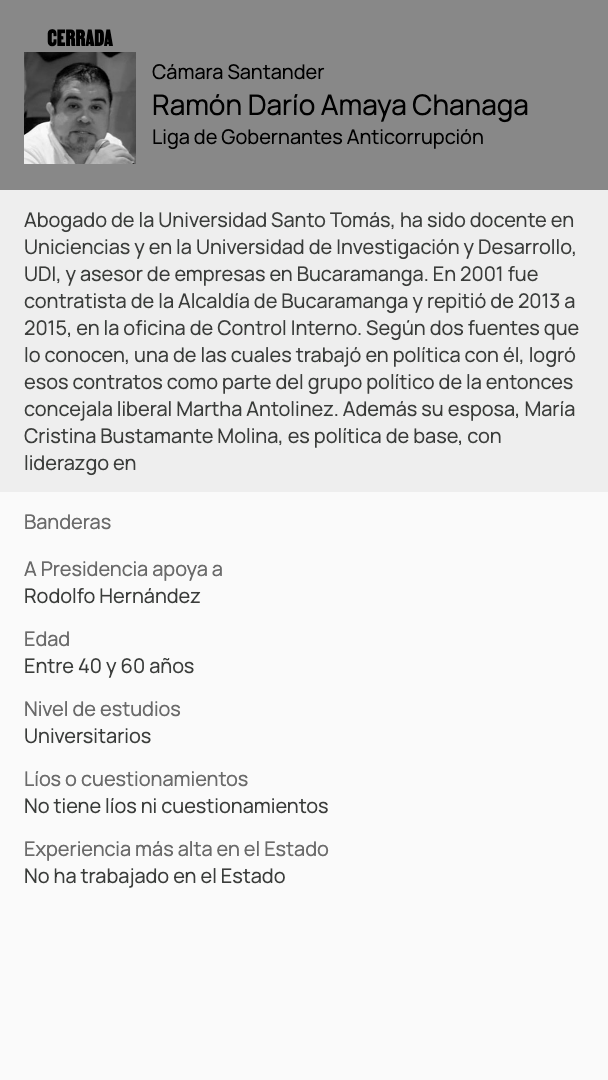 CERRADA
Cámara Santander
Ramón Darío Amaya Chanaga
Liga de Gobernantes Anticorrupción
Abogado de la Universidad Santo Tomás, ha sido docente en
Uniciencias y en la Universidad de Investigación y Desarrollo,
UDI, y asesor de empresas en Bucaramanga. En 2001 fue
contratista de la Alcaldía de Bucaramanga y repitió de 2013 a
2015, en la oficina de Control Interno. Según dos fuentes que
lo conocen, una de las cuales trabajó en política con él, logró
esos contratos como parte del grupo político de la entonces
concejala liberal Martha Antolinez. Además su esposa, María
Cristina Bustamante Molina, es política de base, con
liderazgo en
Banderas
A Presidencia apoya a
Rodolfo Hernández
Edad
Entre 40 y 60 años
Nivel de estudios
Universitarios
Líos o cuestionamientos
No tiene líos ni cuestionamientos
Experiencia más alta en el Estado
No ha trabajado en el Estado